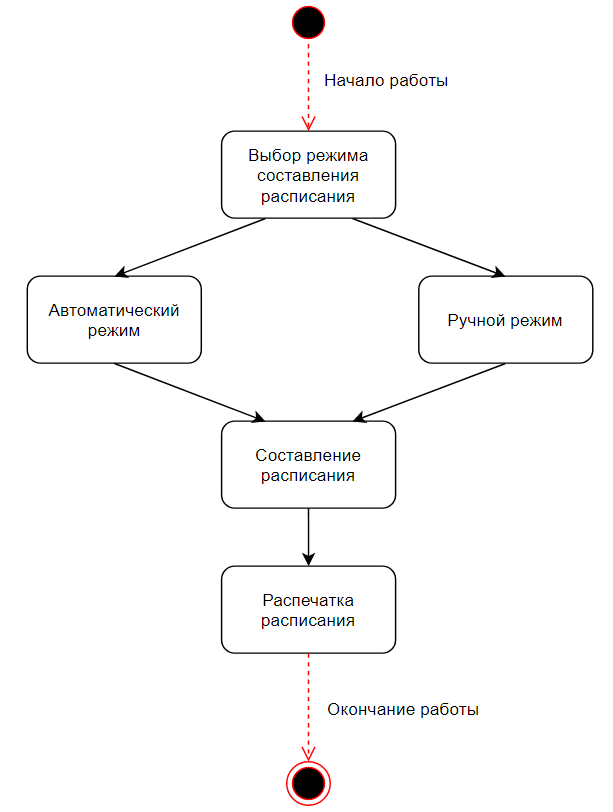 Начало работы
Выбор режима
составления
расписания
Автоматический
режим
Ручной режим
Составление
расписания
Распечатка
расписания
Окончание работы